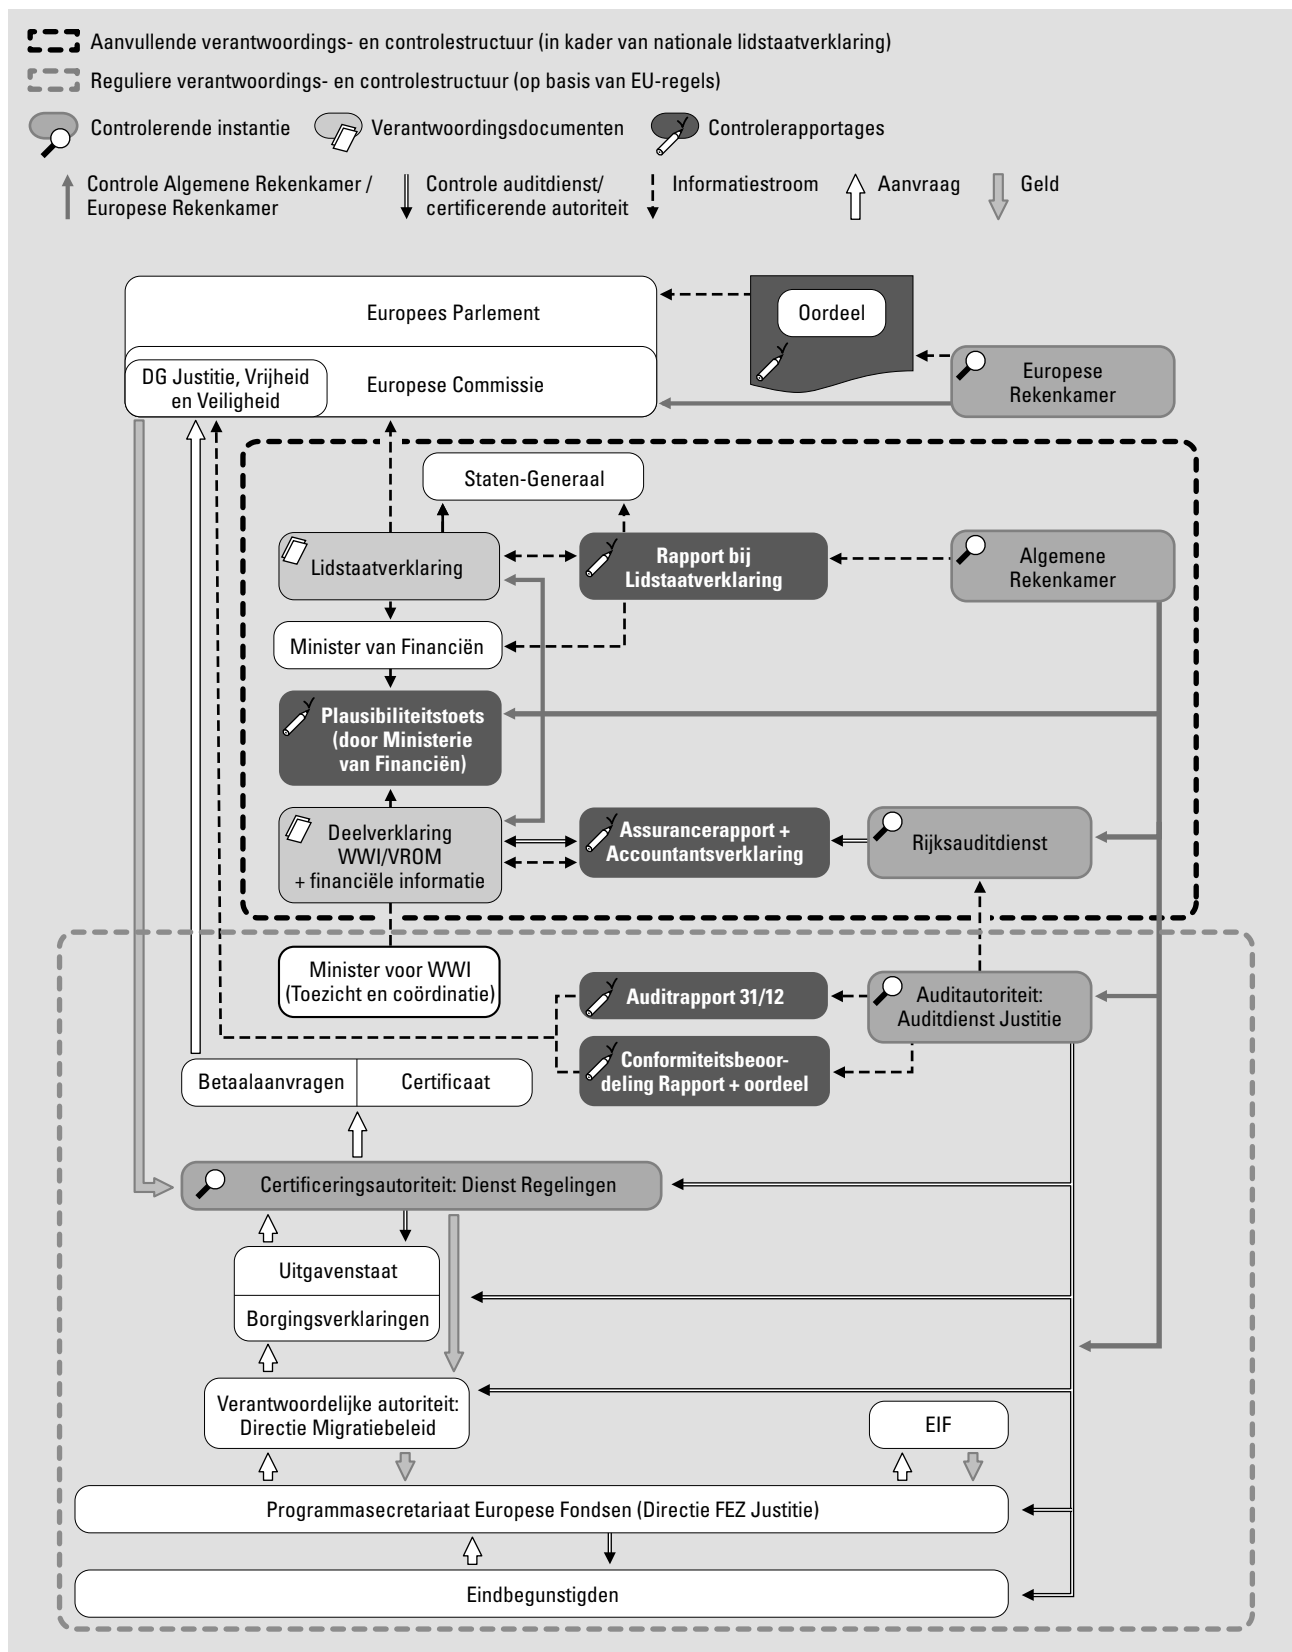 Aanvullende verantwoordings- en controlestructuur (in kader van nationale lidstaatverklaring)
Reguliere verantwoordings- en controlestructuur (op basis van EU-regels)
Controlerende instantie
Verantwoordingsdocumenten
Controlerapportages
Controle Algemene Rekenkamer /
Europese Rekenkamer
Controle auditdienst/
certificerende autoriteit
Informatiestroom
Aanvraag
Geld
Europees Parlement
Oordeel
DG Justitie, Vrijheid
en Veiligheid
Europese Commissie
Europese
Rekenkamer
Staten-Generaal
Lidstaatverklaring
Rapport bij
Lidstaatverklaring
Algemene
Rekenkamer
Minister van Financiën
Plausibiliteitstoets
(door Ministerie
van Financiën)
Deelverklaring
WWI/VROM
+ financiële informatie
Assurancerapport +
Accountantsverklaring
Rijksauditdienst
Minister voor WWI
(Toezicht en coördinatie)
Auditrapport 31/12
Auditautoriteit:
Auditdienst Justitie
Conformiteitsbeoor-
deling Rapport + oordeel
Betaalaanvragen
Certificaat
Certificeringsautoriteit: Dienst Regelingen
Uitgavenstaat
Borgingsverklaringen
Verantwoordelijke autoriteit:
Directie Migratiebeleid
EIF
Programmasecretariaat Europese Fondsen (Directie FEZ Justitie)
Eindbegunstigden